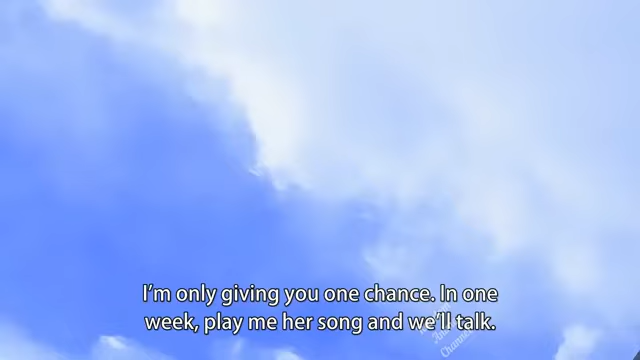 I'm only giving you one chance. In one
week, play me her song and we'll talk.